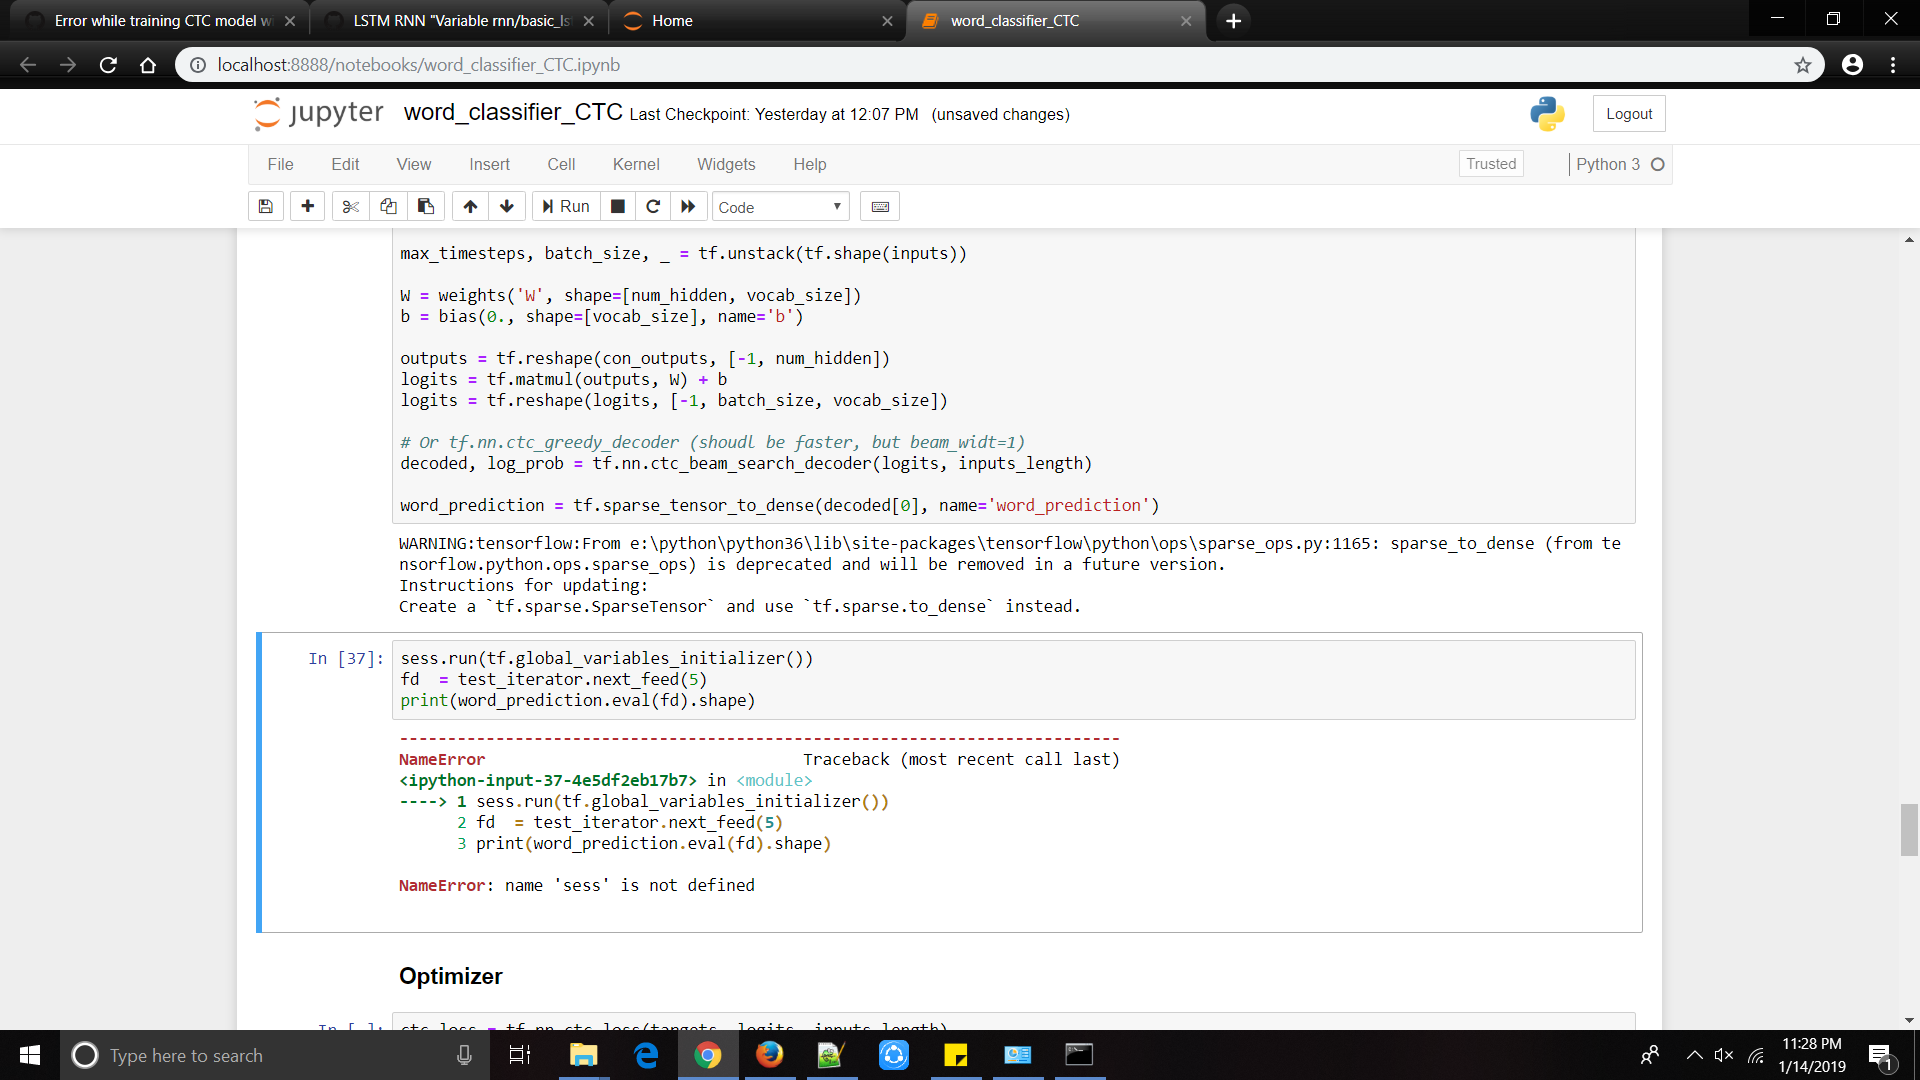 Error while training CTC model wi
LSTM RNN "Variable rnn/basic_ls
Home
word_classifier_CTC
localhost:8888/notebooks/word_classifier_CTC.ipynb
jupyter word_classifier_CTC Last Checkpoint: Yesterday at 12:07 PM (unsaved changes)
Logout
File Edit View Insert Cell Kernel Widgets Help
Trusted
Python 3
Run
Code
max_timesteps, batch_size, _ = tf.unstack(tf.shape(inputs))
W = weights('W', shape=[num_hidden, vocab_size])
b = bias(0., shape=[vocab_size], name='b')
outputs = tf.reshape(con_outputs, [-1, num_hidden])
logits = tf.matmul(outputs, W) + b
logits = tf.reshape(logits, [-1, batch_size, vocab_size])
# Or tf.nn.ctc_greedy_decoder (shoudl be faster, but beam_widt=1)
decoded, log_prob = tf.nn.ctc_beam_search_decoder(logits, inputs_length)
word_prediction = tf.sparse_tensor_to_dense(decoded[0], name='word_prediction')
WARNING:tensorflow:From e:\python\python36\lib\site-packages\tensorflow\python\ops\sparse_ops.py:1165: sparse_to_dense (from te
nsorflow.python.ops.sparse_ops) is deprecated and will be removed in a future version.
Instructions for updating:
Create a `tf.sparse.SparseTensor` and use `tf.sparse.to_dense` instead.
In [37]: sess.run(tf.global_variables_initializer())
fd  = test_iterator.next_feed(5)
print(word_prediction.eval(fd).shape)
---------------------------------------------------------------------------
NameError                                 Traceback (most recent call last)
<ipython-input-37-4e5df2eb17b7> in <module>
----> 1 sess.run(tf.global_variables_initializer())
2 fd  = test_iterator.next_feed(5)
3 print(word_prediction.eval(fd).shape)
NameError: name 'sess' is not defined
Optimizer
In [ ]: ctc_loss = tf.nn.ctc_loss(targets, logits, inputs_length)
Type here to search
11:28 PM
1/14/2019
1